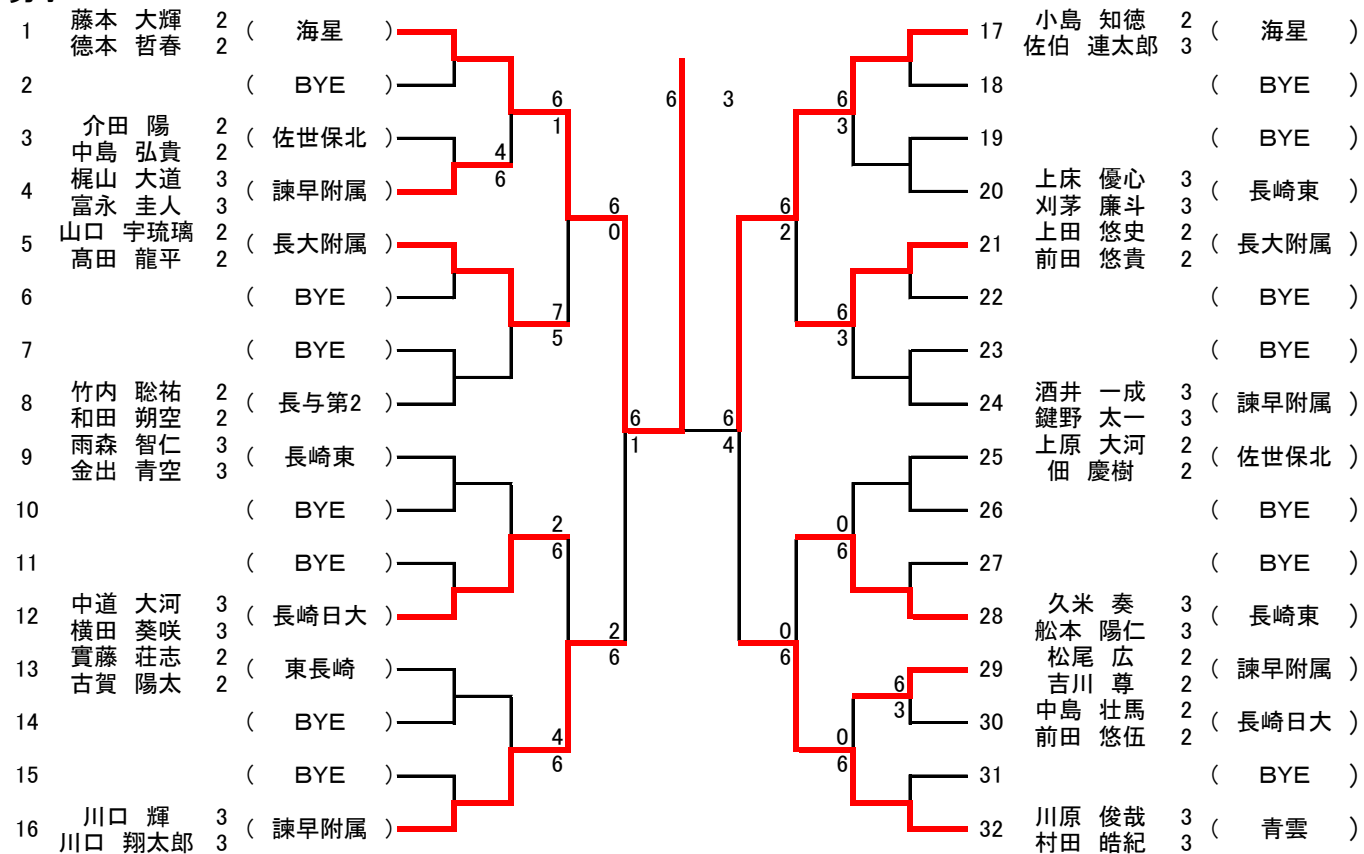 1 藤本 大輝 2 ( 海星 )
德本 哲春 2
2 ( BYE )
3 介田 陽 2 ( 佐世保北 )
中島 弘貴 2
4 梶山 大道 3 ( 諫早附属 )
富永 圭人 3
5 山口 宇琉璃 2 ( 長大附属 )
髙田 龍平 2
6 ( BYE )
7 ( BYE )
8 竹内 聡祐 2 ( 長与第2 )
和田 朔空 2
9 雨森 智仁 3 ( 長崎東 )
金出 青空 3
10 ( BYE )
11 ( BYE )
12 中道 大河 3 ( 長崎日大 )
横田 葵咲 3
13 實藤 荘志 2 ( 東長崎 )
古賀 陽太 2
14 ( BYE )
15 ( BYE )
16 川口 輝 3 ( 諫早附属 )
川口 翔太郎 3
4
6
6
1
7
5
2
6
4
6
6
0
2
6
6
1
6 3
6
4
6
2
0
6
6
3
6
3
0
6
0
6
6
3
17 小島 知徳 2 ( 海星 )
佐伯 連太郎 3
18 ( BYE )
19 ( BYE )
20 上床 優心 3 ( 長崎東 )
刈茅 廉斗 3
21 上田 悠史 2 ( 長大附属 )
前田 悠貴 2
22 ( BYE )
23 ( BYE )
24 酒井 一成 3 ( 諫早附属 )
鍵野 太一 3
25 上原 大河 2 ( 佐世保北 )
佃 慶樹 2
26 ( BYE )
27 ( BYE )
28 久米 奏 3 ( 長崎東 )
舩本 陽仁 3
29 松尾 広 2 ( 諫早附属 )
吉川 尊 2
30 中島 壮馬 2 ( 長崎日大 )
前田 悠伍 2
31 ( BYE )
32 川原 俊哉 3 ( 青雲 )
村田 皓紀 3